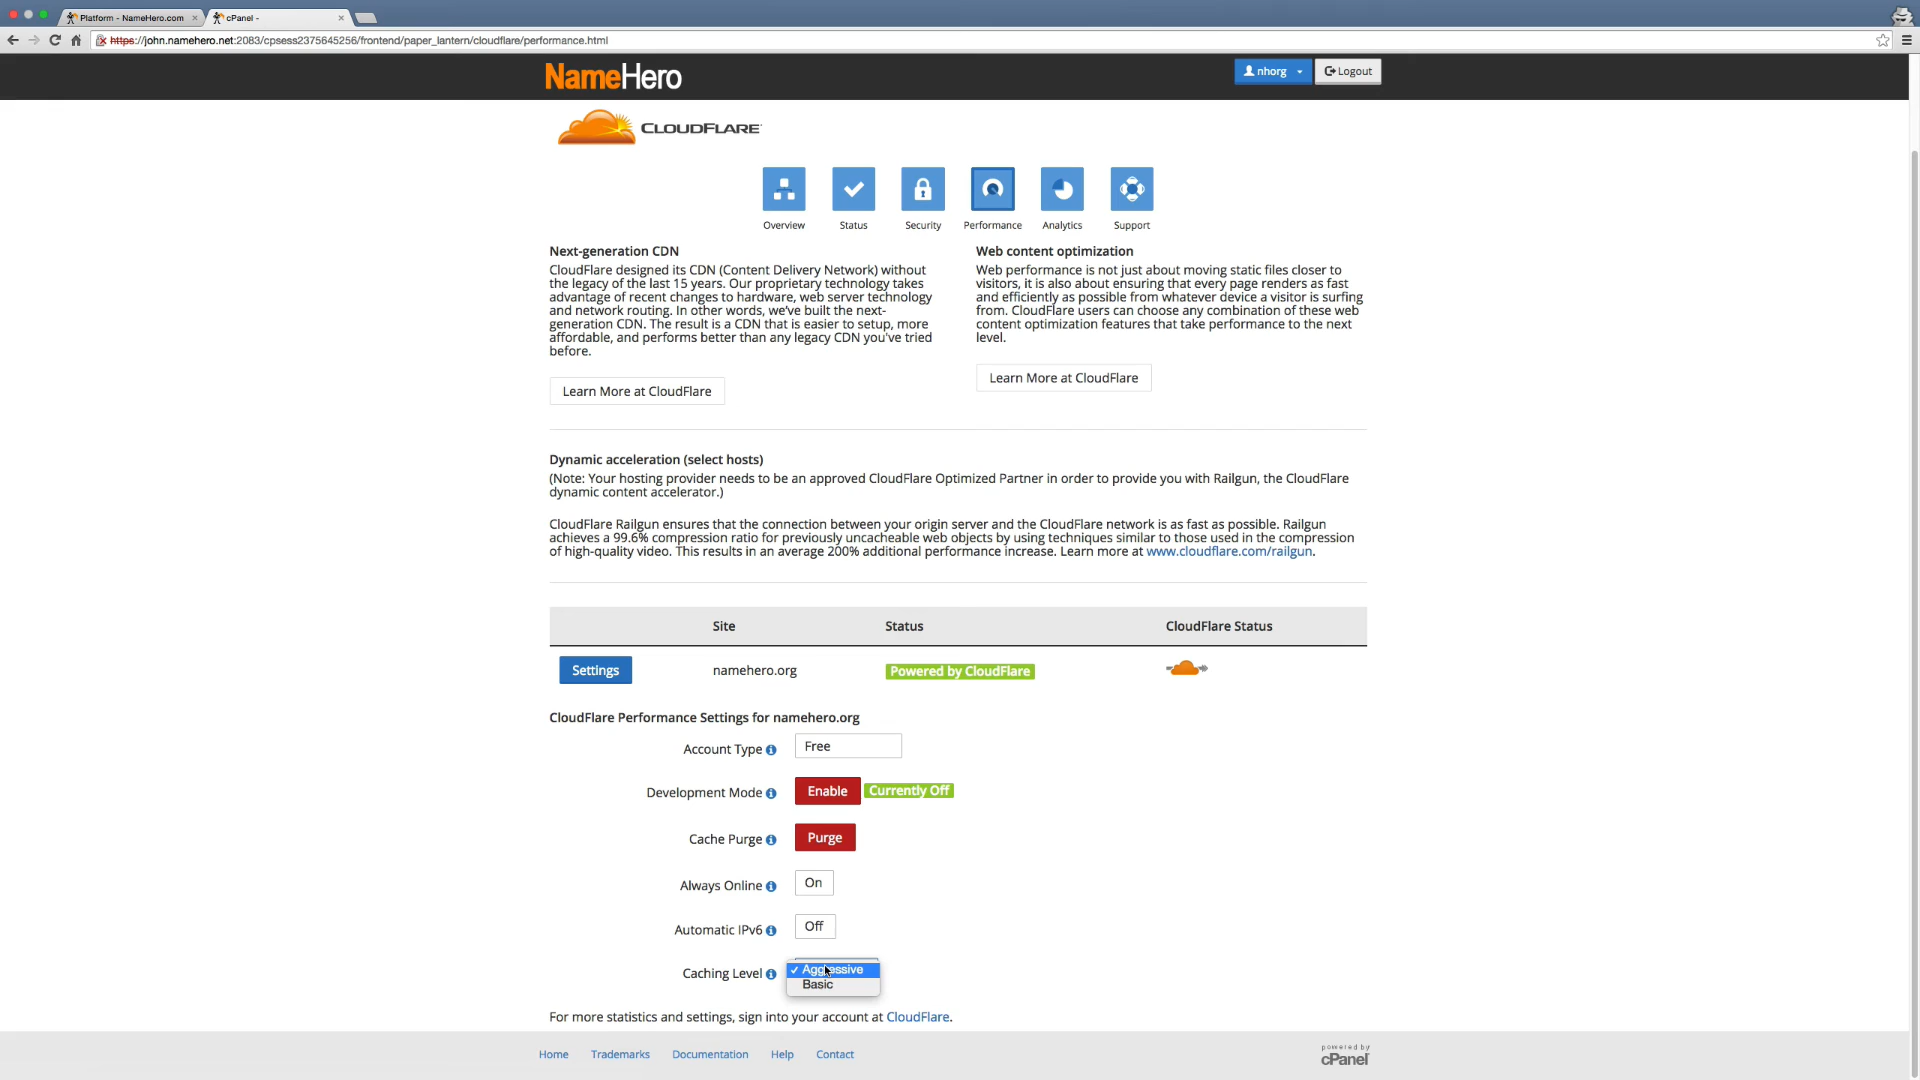 Platform - NameHero.com
cPanel -
https://john.namehero.net:2083/cpsess2375645256/frontend/paper_lantern/cloudflare/performance.html
NameHero
nhorg
Logout
CLOUDFLARE
Overview
Status
Security
Performance
Analytics
Support
Next-generation CDN
CloudFlare designed its CDN (Content Delivery Network) without
the legacy of the last 15 years. Our proprietary technology takes
advantage of recent changes to hardware, web server technology
and network routing. In other words, we've built the next-
generation CDN. The result is a CDN that is easier to setup, more
affordable, and performs better than any legacy CDN you've tried
before.
Learn More at CloudFlare
Web content optimization
Web performance is not just about moving static files closer to
visitors, it is also about ensuring that every page renders as fast
and efficiently as possible from whatever device a visitor is surfing
from. CloudFlare users can choose any combination of these web
content optimization features that take performance to the next
level.
Learn More at CloudFlare
Dynamic acceleration (select hosts)
(Note: Your hosting provider needs to be an approved CloudFlare Optimized Partner in order to provide you with Railgun, the CloudFlare
dynamic content accelerator.)
CloudFlare Railgun ensures that the connection between your origin server and the CloudFlare network is as fast as possible. Railgun
achieves a 99.6% compression ratio for previously uncacheable web objects by using techniques similar to those used in the compression
of high-quality video. This results in an average 200% additional performance increase. Learn more at www.cloudflare.com/railgun.
Site Status CloudFlare Status
Settings namehero.org Powered by CloudFlare
CloudFlare Performance Settings for namehero.org
Account Type Free
Development Mode Enable Currently Off
Cache Purge Purge
Always Online On
Automatic IPv6 Off
Caching Level Aggressive
Basic
For more statistics and settings, sign into your account at CloudFlare.
Home Trademarks Documentation Help Contact
powered by
cPanel